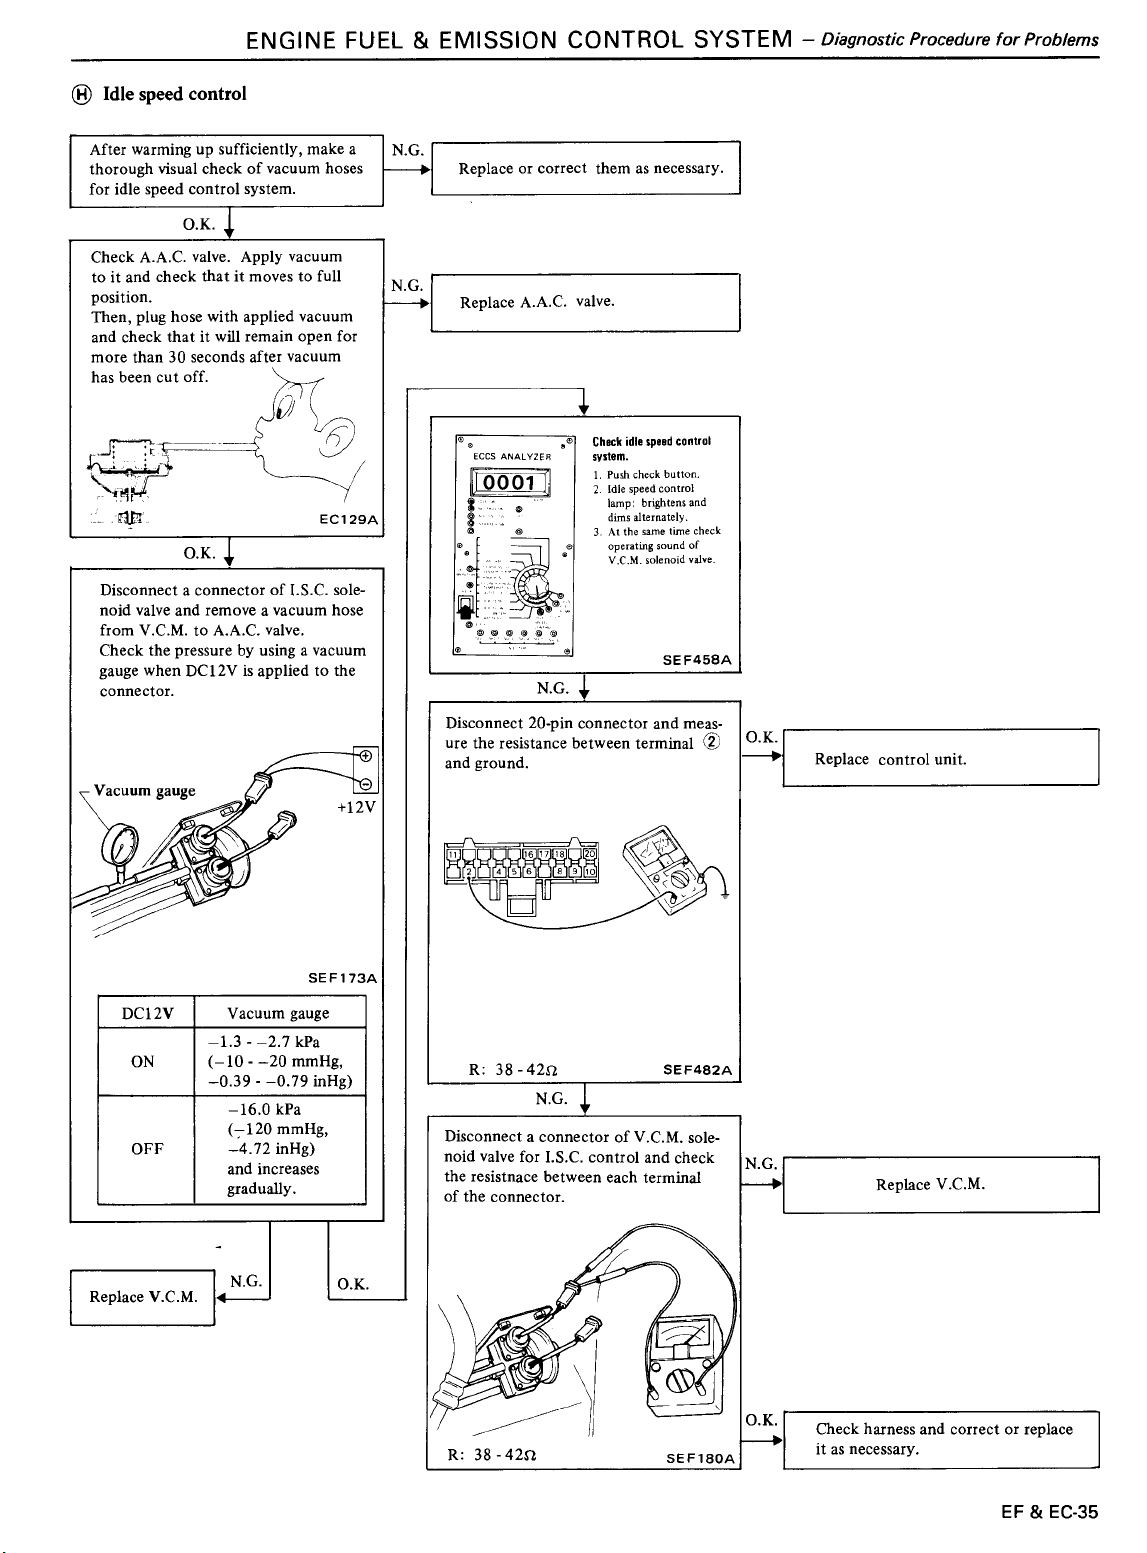 ENGINE FUEL & EMISSION CONTROL SYSTEM – Diagnostic Procedure for Problems
Ⓗ Idle speed control
After warming up sufficiently, make a
thorough visual check of vacuum hoses
for idle speed control system.
N.G.
Replace or correct them as necessary.
O.K.
Check A.A.C. valve. Apply vacuum
to it and check that it moves to full
position.
Then, plug hose with applied vacuum
and check that it will remain open for
more than 30 seconds after vacuum
has been cut off.
EC129A
N.G.
Replace A.A.C. valve.
O.K.
Disconnect a connector of I.S.C. sole-
noid valve and remove a vacuum hose
from V.C.M. to A.A.C. valve.
Check the pressure by using a vacuum
gauge when DC12V is applied to the
connector.
Vacuum gauge
+
−
+12V
SEF173A
DC12V Vacuum gauge
ON
−1.3 - −2.7 kPa
(−10 - −20 mmHg,
−0.39 - −0.79 inHg)
OFF
−16.0 kPa
(−120 mmHg,
−4.72 inHg)
and increases
gradually.
N.G.
Replace V.C.M.
O.K.
ECCS ANALYZER
0001
Check idle speed control
system.
1. Push check button.
2. Idle speed control
lamp: brightens and
dims alternately.
3. At the same time check
operating sound of
V.C.M. solenoid valve.
SEF458A
N.G.
Disconnect 20-pin connector and meas-
ure the resistance between terminal ②
and ground.
11 16 17 18 20
2 4 5 6 8 9 10
R: 38 - 42Ω
SEF482A
O.K.
Replace control unit.
N.G.
Disconnect a connector of V.C.M. sole-
noid valve for I.S.C. control and check
the resistnace between each terminal
of the connector.
R: 38 - 42Ω
SEF180A
N.G.
Replace V.C.M.
O.K.
Check harness and correct or replace
it as necessary.
EF & EC-35